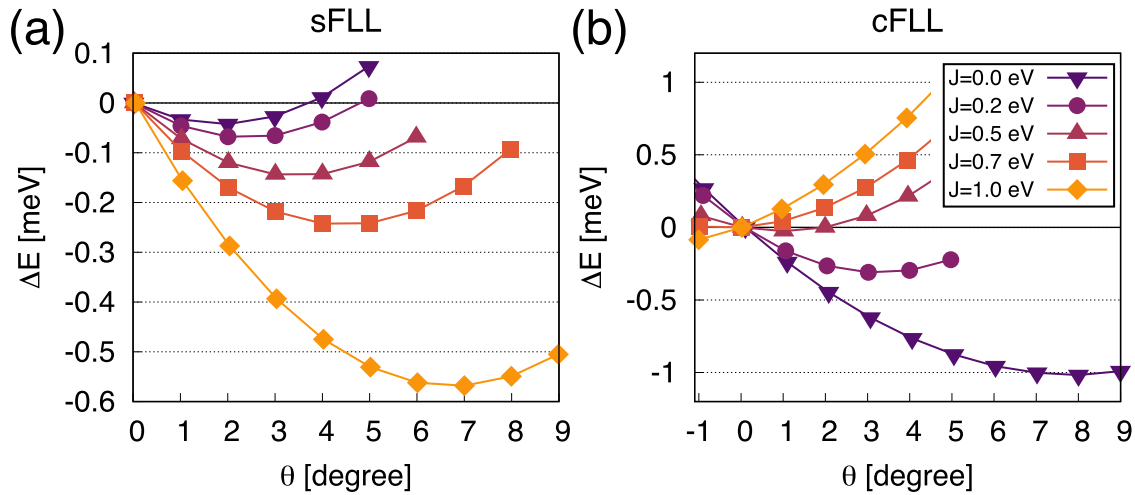 (a) sFLL
0.1
0
-0.1
-0.2
-0.3
-0.4
-0.5
-0.6
ΔE [meV]
0 1 2 3 4 5 6 7 8 9
θ [degree]
(b) cFLL
1
0.5
0
-0.5
-1
ΔE [meV]
J=0.0 eV
J=0.2 eV
J=0.5 eV
J=0.7 eV
J=1.0 eV
-1 0 1 2 3 4 5 6 7 8 9
θ [degree]